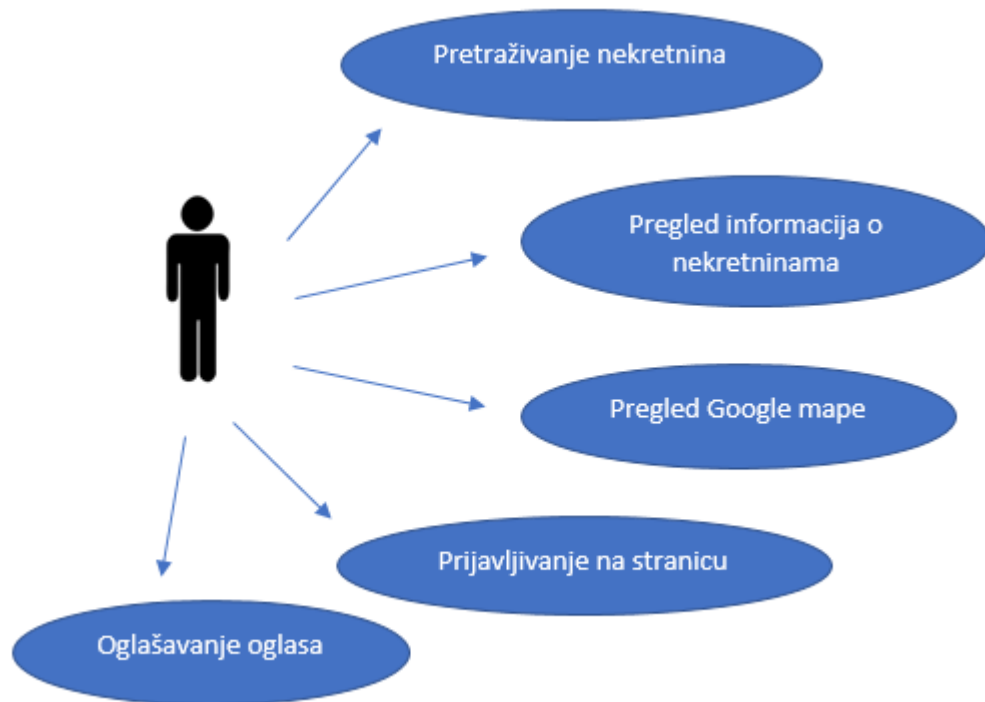 Pretraživanje nekretnina
Pregled informacija o
nekretninama
Pregled Google mape
Prijavljivanje na stranicu
Oglašavanje oglasa